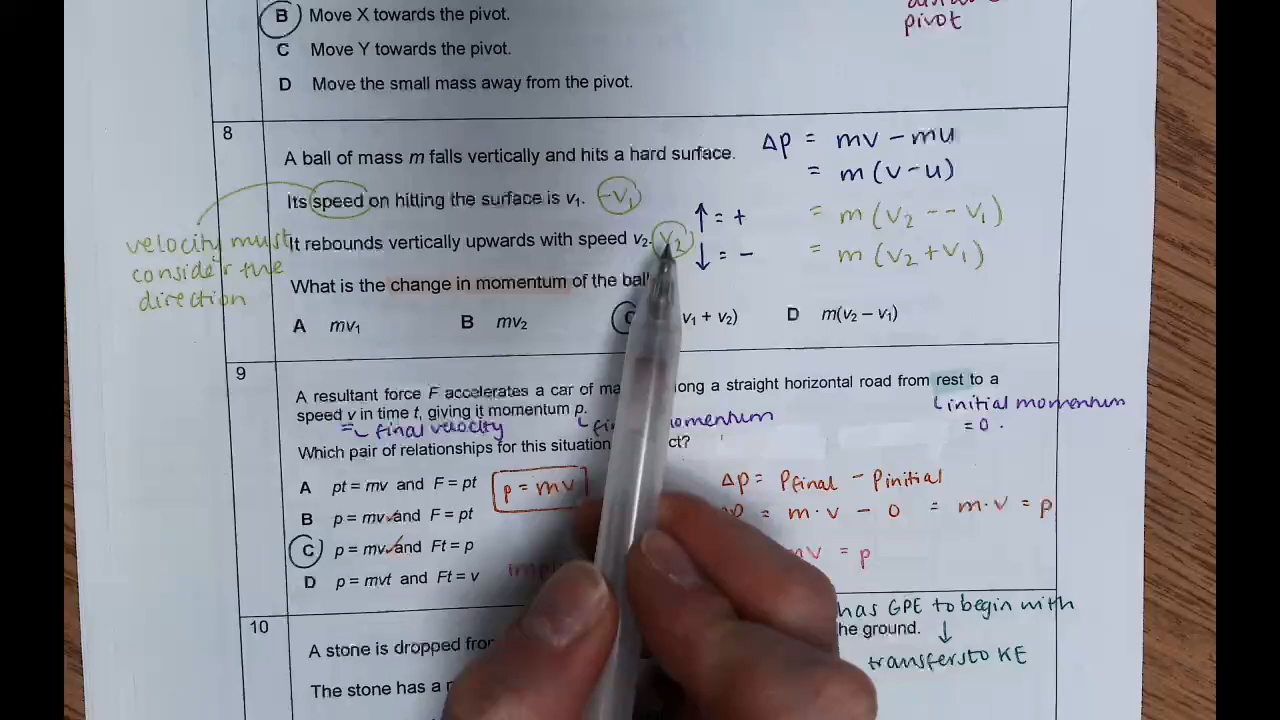 B Move X towards the pivot.
pivot
C Move Y towards the pivot.
D Move the small mass away from the pivot.
8
A ball of mass m falls vertically and hits a hard surface.
Δp = mv – mu
= m(v – u)
Its speed on hitting the surface is v₁. –v₁
= m(v₂ – – v₁)
It rebounds vertically upwards with speed v₂. v₂
↑ = +
↓ = –
= m(v₂ + v₁)
velocity must
consider the
direction
What is the change in momentum of the ball
A mv₁ B mv₂ v₁ + v₂) D m(v₂ – v₁)
9
A resultant force F accelerates a car of along a straight horizontal road from rest to a
speed v in time t, giving it momentum p.
= final velocity momentum
initial momentum
= 0.
Which pair of relationships for this situation
A pt = mv and F = pt
p = mv
B p = mv and F = pt
C p = mv and Ft = p
D p = mvt and Ft = v
Δp = Pfinal – Pinitial
= m·v – 0 = m·v = p
mv = p
10
has GPE to begin with
A stone is dropped from the ground.
↓
transfers to KE
The stone has a